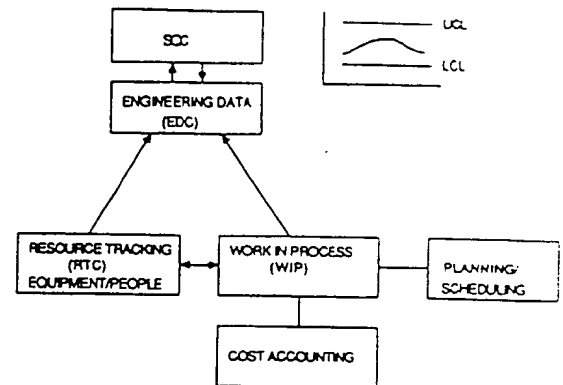 SQC
UCL
LCL
ENGINEERING DATA
(EDC)
RESOURCE TRACKING
(RTC)
EQUIPMENT/PEOPLE
WORK IN PROCESS
(WIP)
PLANNING/
SCHEDULING
COST ACCOUNTING